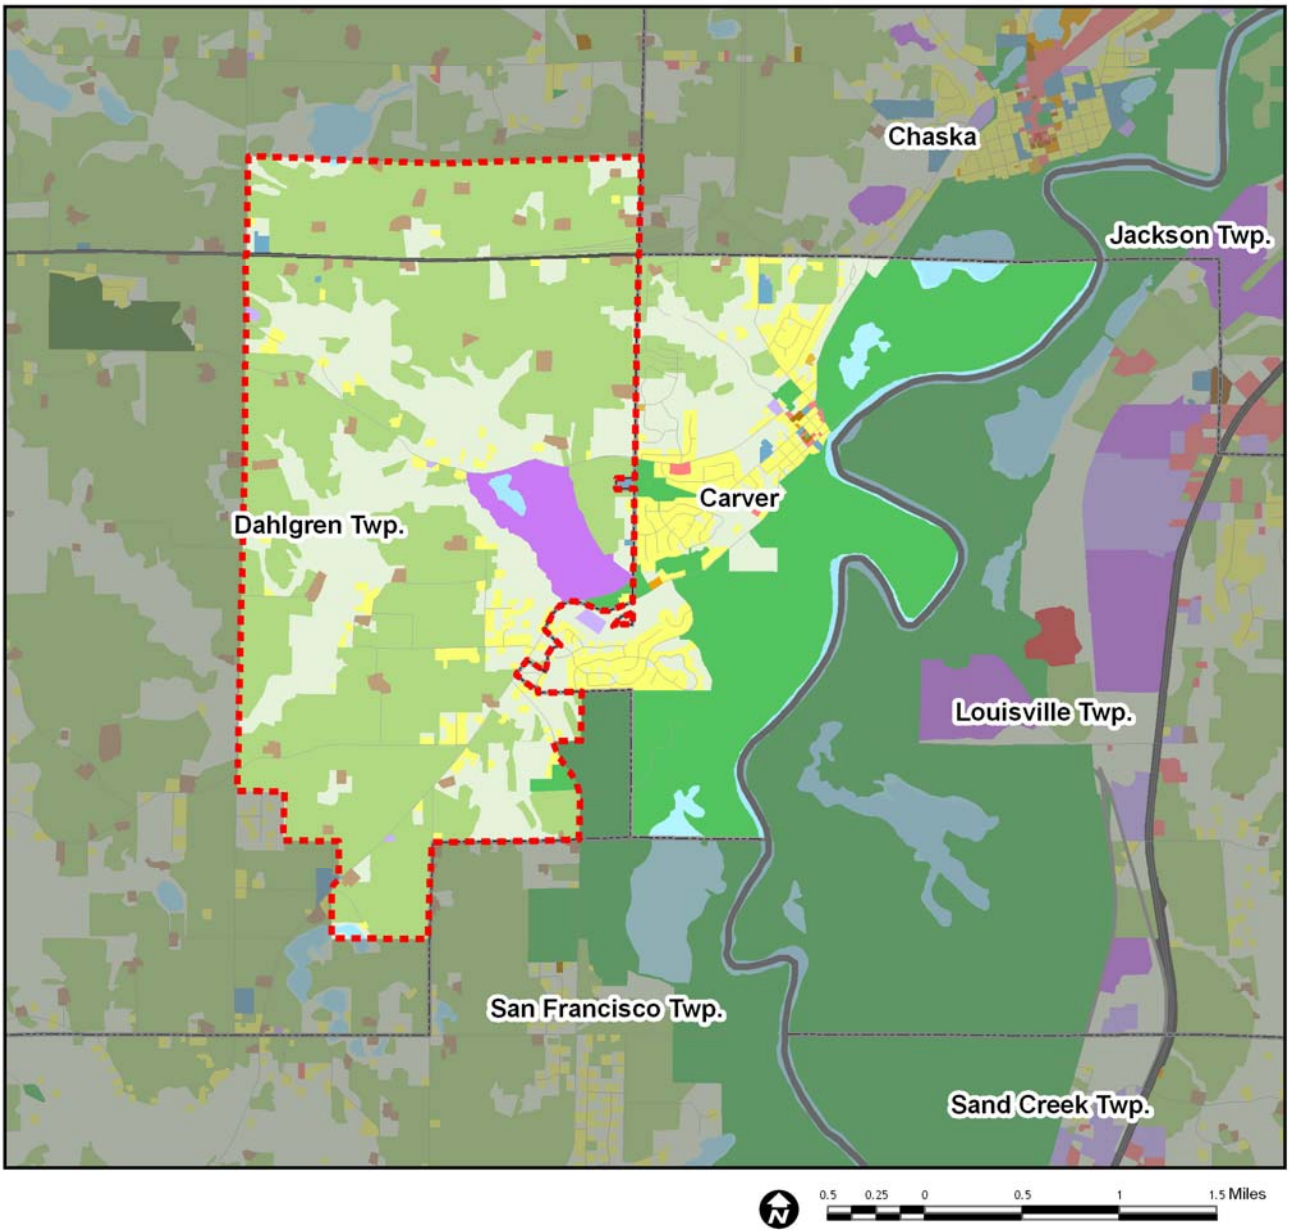 Chaska
Jackson Twp.
Carver
Dahlgren Twp.
Louisville Twp.
San Francisco Twp.
Sand Creek Twp.
N
0.5 0.25 0 0.5 1 1.5 Miles